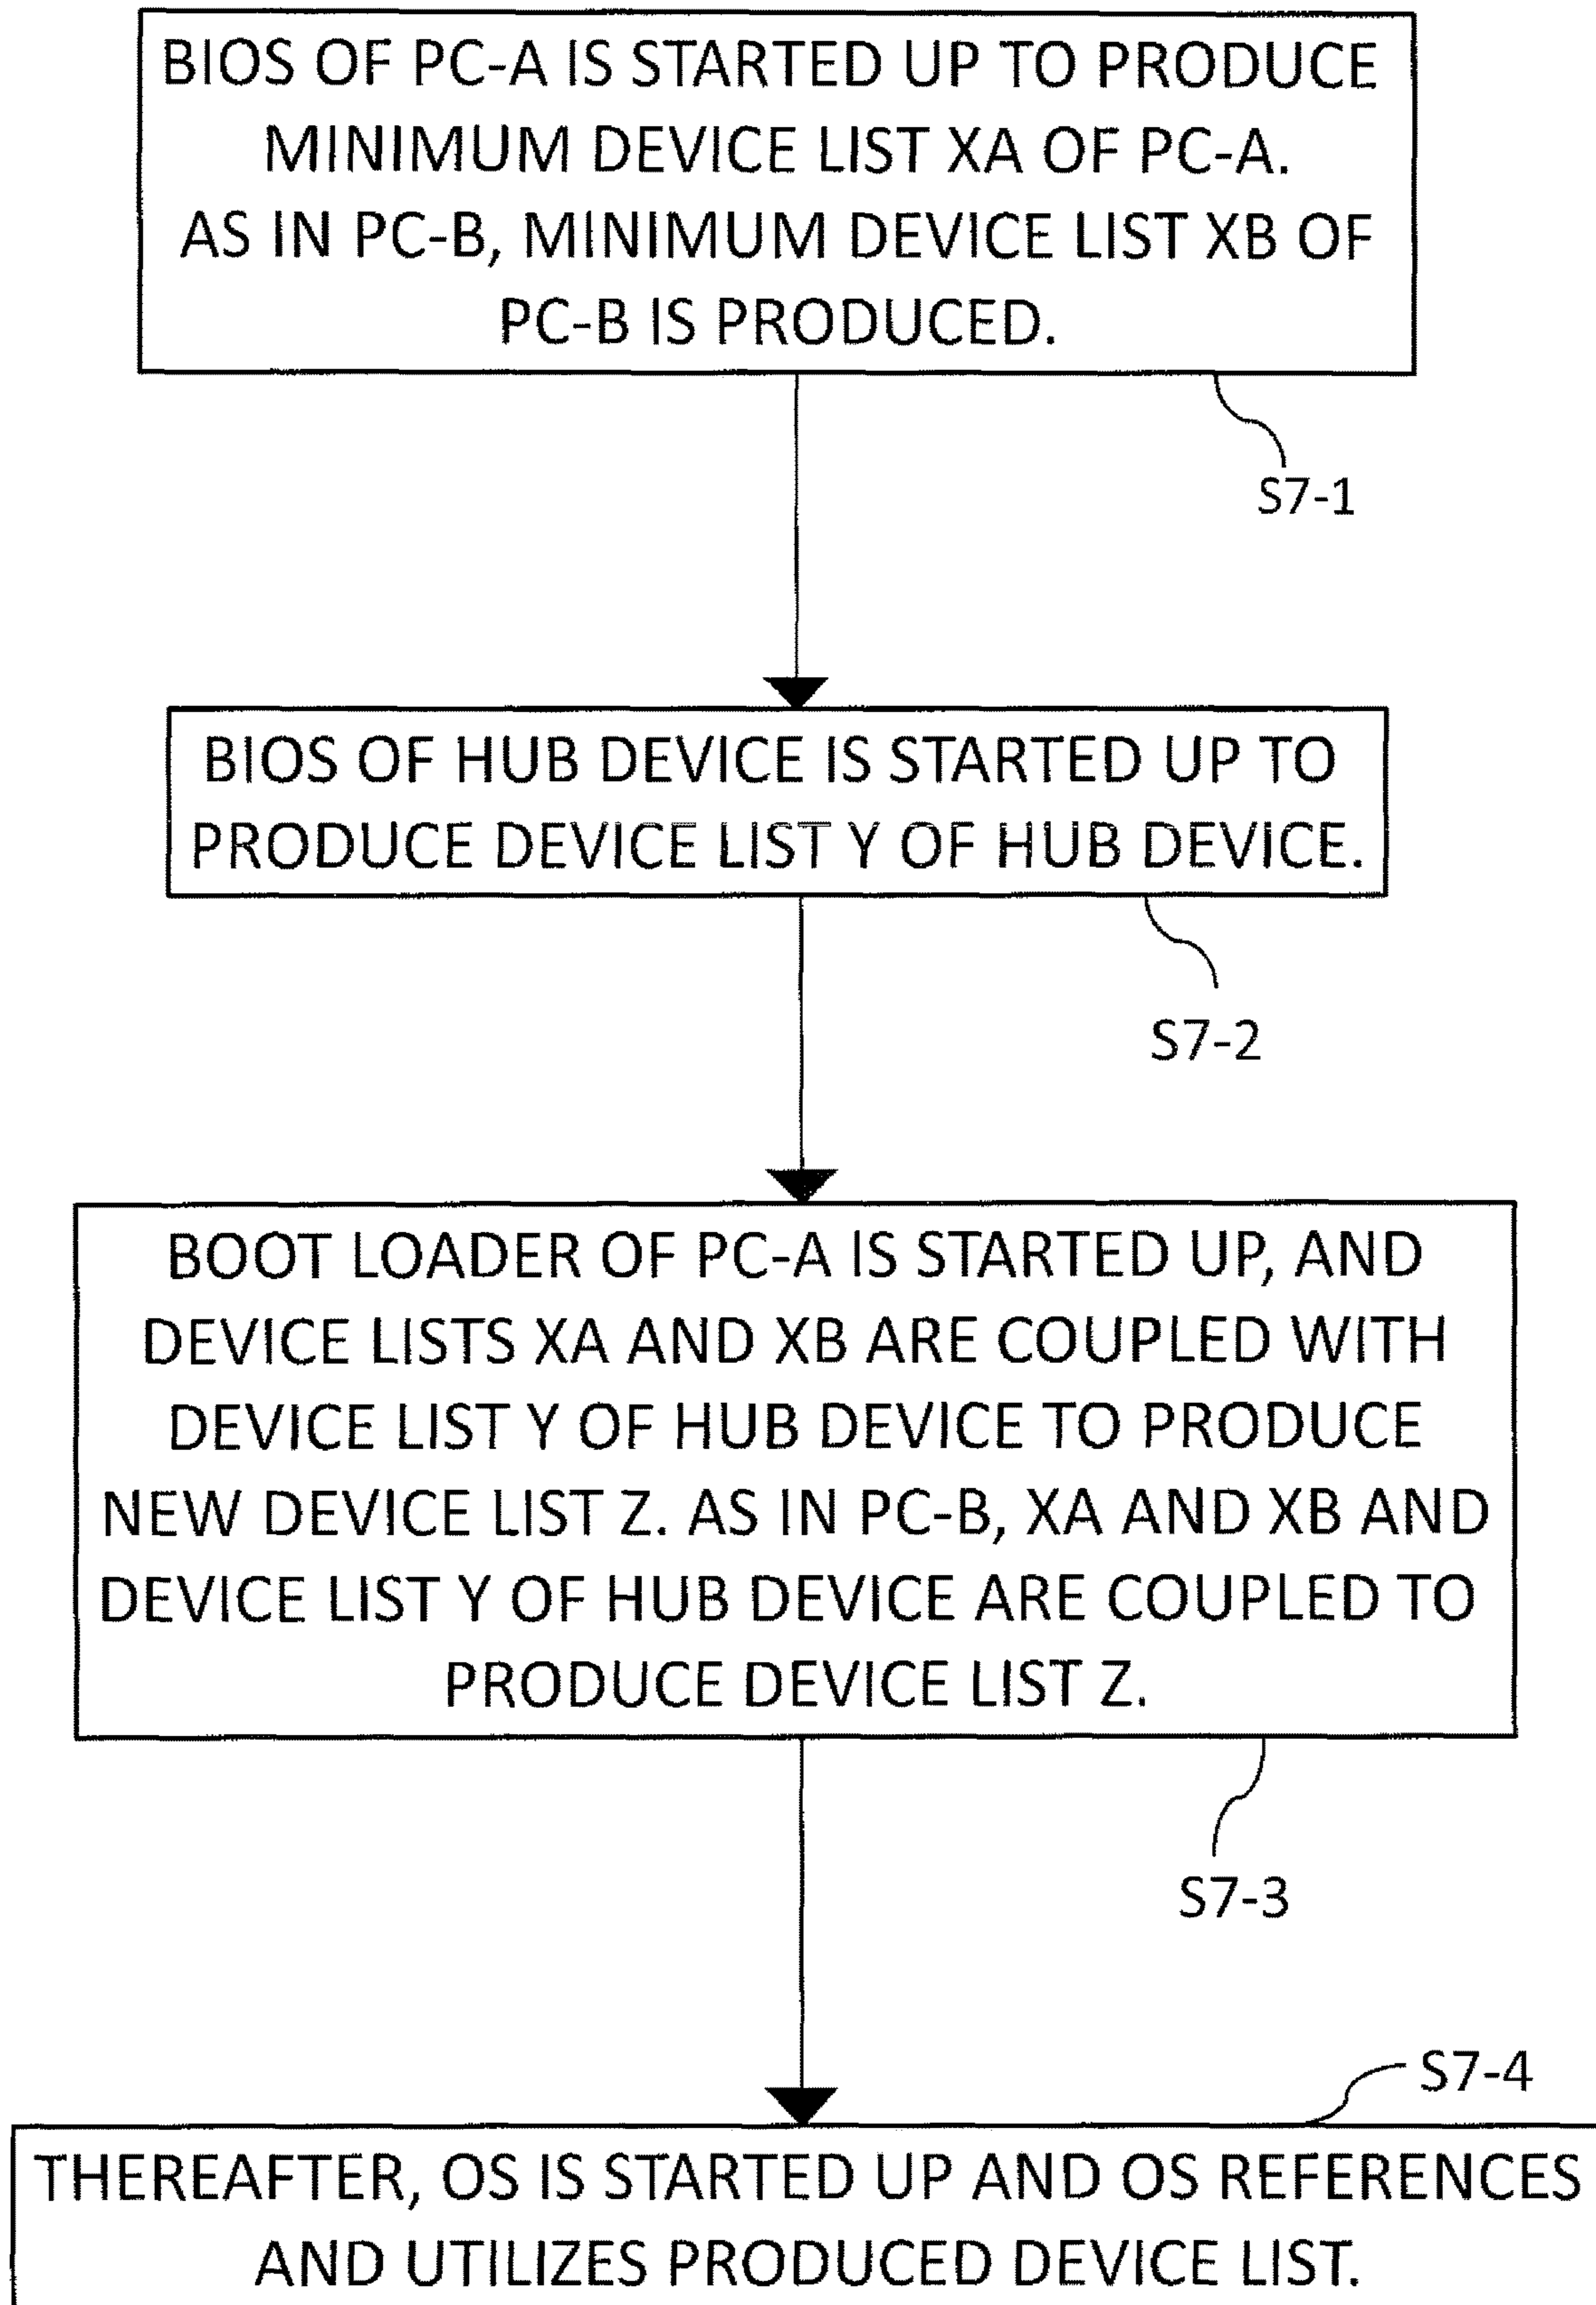 BIOS OF PC-A IS STARTED UP TO PRODUCE
MINIMUM DEVICE LIST XA OF PC-A.
AS IN PC-B, MINIMUM DEVICE LIST XB OF
PC-B IS PRODUCED.
S7-1
BIOS OF HUB DEVICE IS STARTED UP TO
PRODUCE DEVICE LIST Y OF HUB DEVICE.
S7-2
BOOT LOADER OF PC-A IS STARTED UP, AND
DEVICE LISTS XA AND XB ARE COUPLED WITH
DEVICE LIST Y OF HUB DEVICE TO PRODUCE
NEW DEVICE LIST Z. AS IN PC-B, XA AND XB AND
DEVICE LIST Y OF HUB DEVICE ARE COUPLED TO
PRODUCE DEVICE LIST Z.
S7-3
S7-4
THEREAFTER, OS IS STARTED UP AND OS REFERENCES
AND UTILIZES PRODUCED DEVICE LIST.